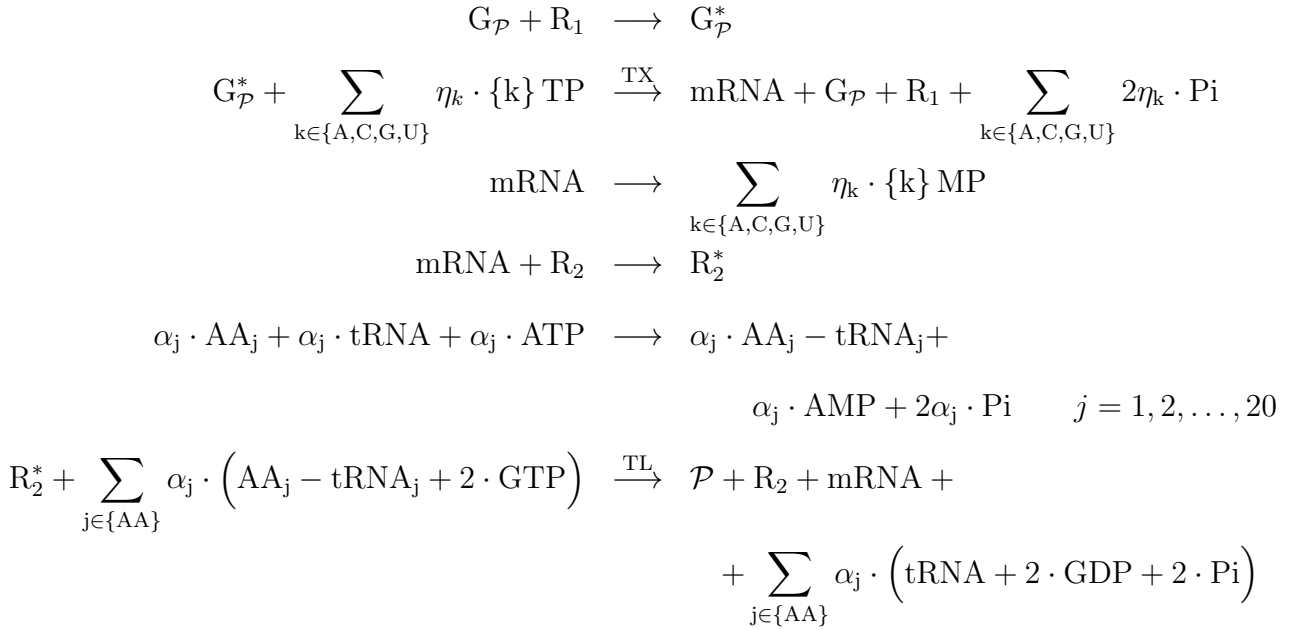 G_𝒫 + R_1 ⟶ G*_𝒫
G*_𝒫 + ∑_{k∈{A,C,G,U}} η_k · {k} TP ⟶^{TX} mRNA + G_𝒫 + R_1 + ∑_{k∈{A,C,G,U}} 2η_k · Pi
mRNA ⟶ ∑_{k∈{A,C,G,U}} η_k · {k} MP
mRNA + R_2 ⟶ R*_2
α_j · AA_j + α_j · tRNA + α_j · ATP ⟶ α_j · AA_j − tRNA_j+
α_j · AMP + 2α_j · Pi j = 1, 2, . . . , 20
R*_2 + ∑_{j∈{AA}} α_j · (AA_j − tRNA_j + 2 · GTP) ⟶^{TL} 𝒫 + R_2 + mRNA +
+ ∑_{j∈{AA}} α_j · (tRNA + 2 · GDP + 2 · Pi)